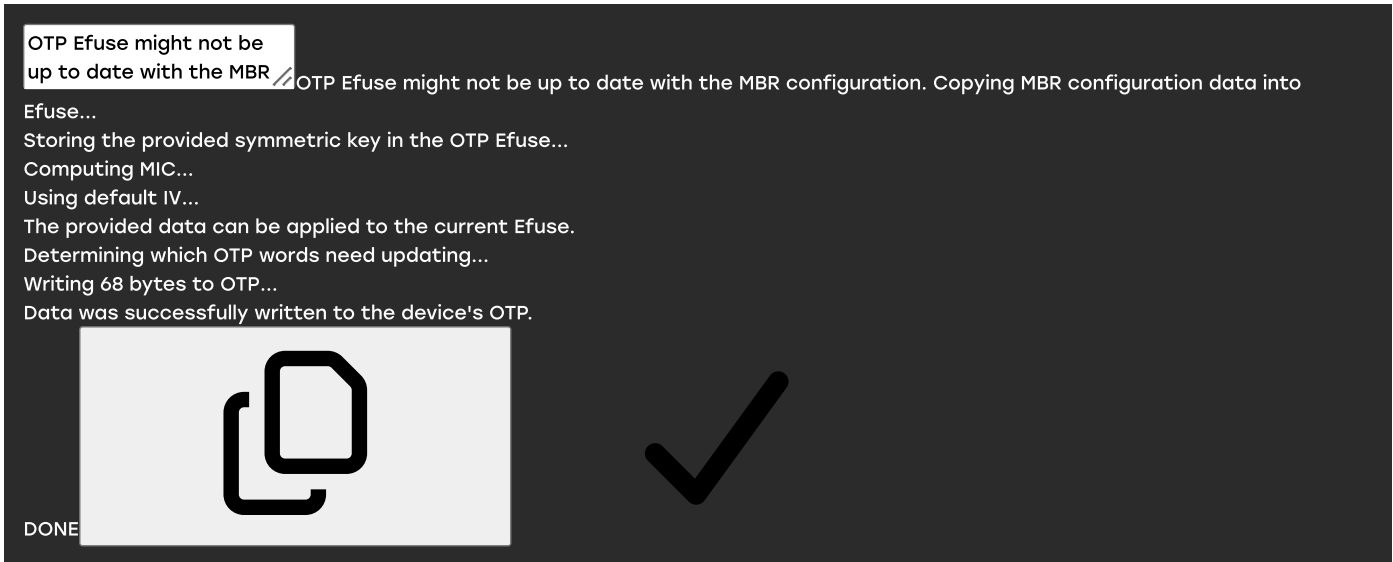 OTP Efuse might not be
up to date with the MBR
OTP Efuse might not be up to date with the MBR configuration. Copying MBR configuration data into
Efuse...
Storing the provided symmetric key in the OTP Efuse...
Computing MIC...
Using default IV...
The provided data can be applied to the current Efuse.
Determining which OTP words need updating...
Writing 68 bytes to OTP...
Data was successfully written to the device's OTP.
DONE